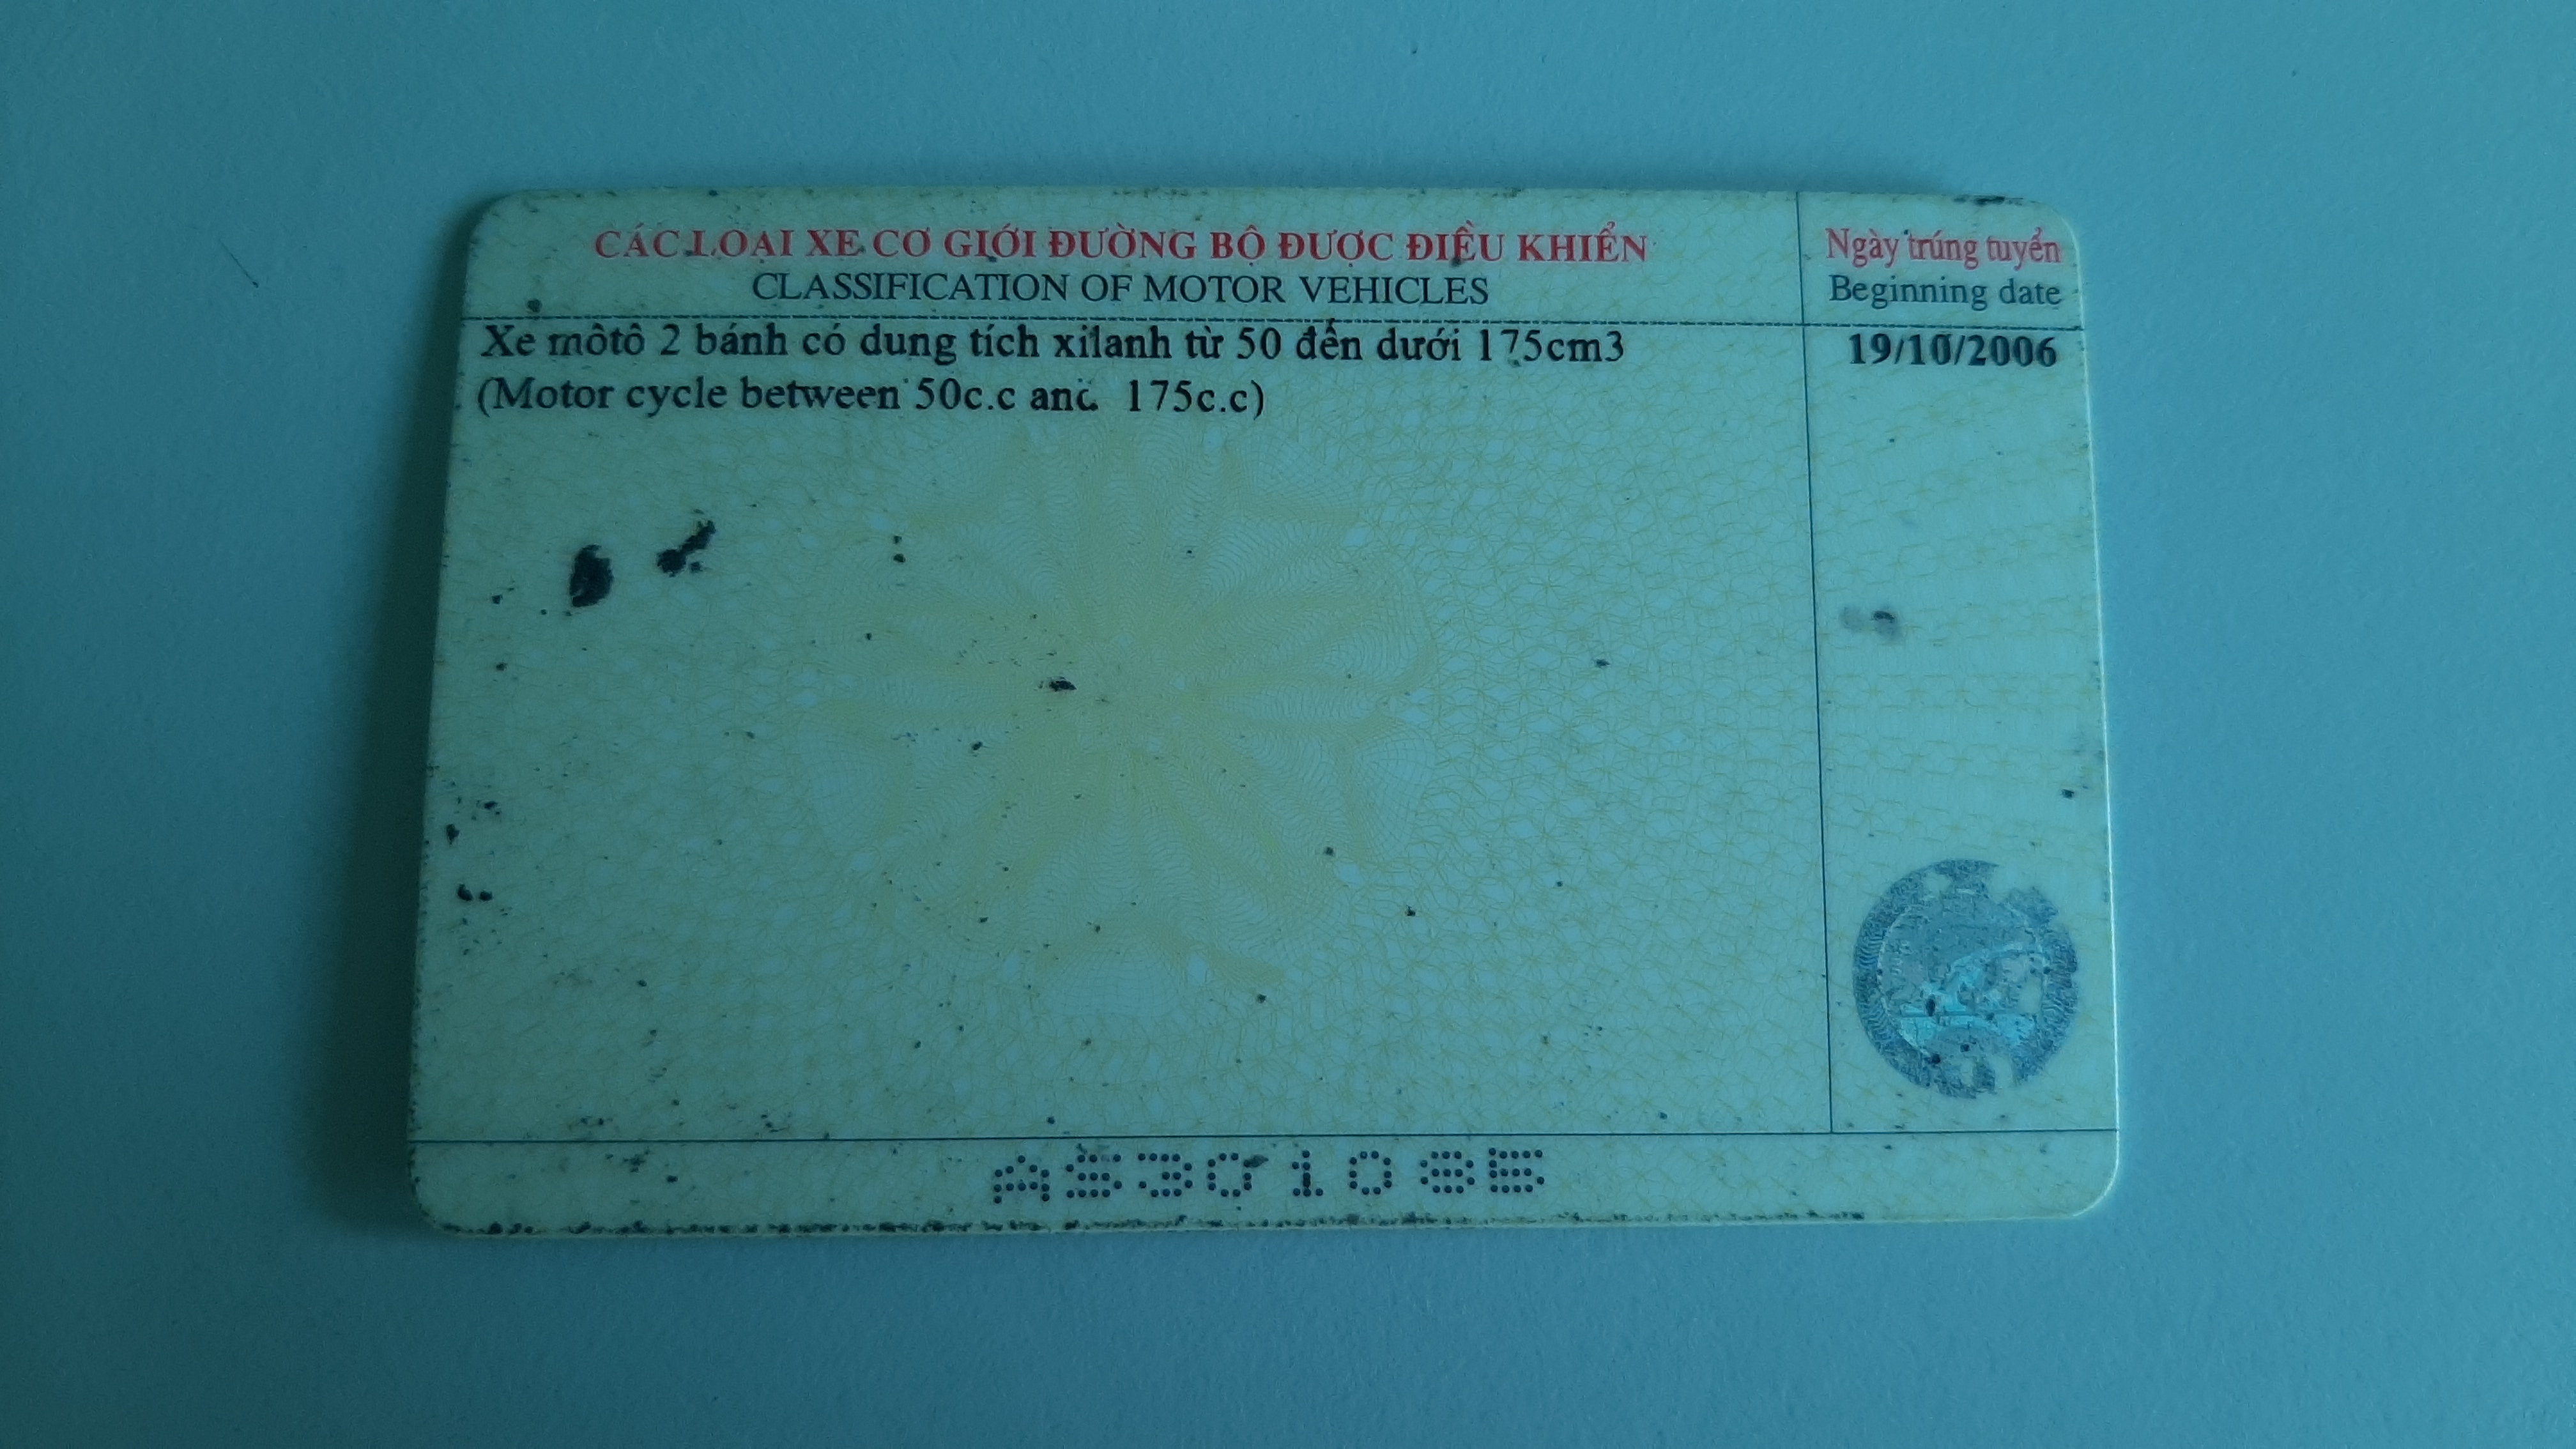 CÁC LOẠI XE CƠ GIỚI ĐƯỜNG BỘ ĐƯỢC ĐIỀU KHIỂN
CLASSIFICATION OF MOTOR VEHICLES
Ngày trúng tuyển
Beginning date
Xe môtô 2 bánh có dung tích xilanh từ 50 đến dưới 175cm3
(Motor cycle between 50c.c and 175c.c)
19/10/2006